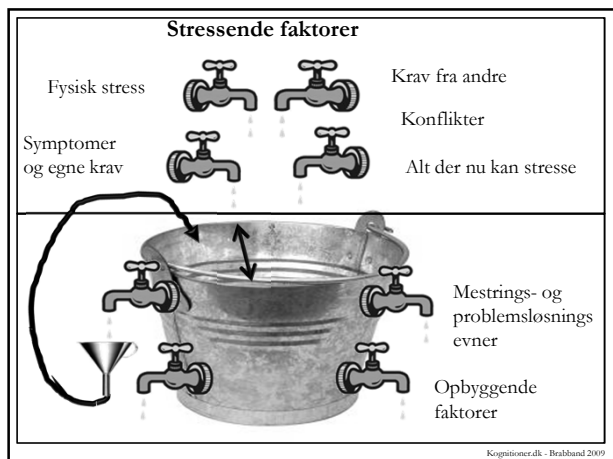 Stressende faktorer
Fysisk stress
Krav fra andre
Konflikter
Symptomer
og egne krav
Alt der nu kan stresse
Mestrings- og
problemsløsnings
evner
Opbyggende
faktorer
Kognitioner.dk - Brabband 2009